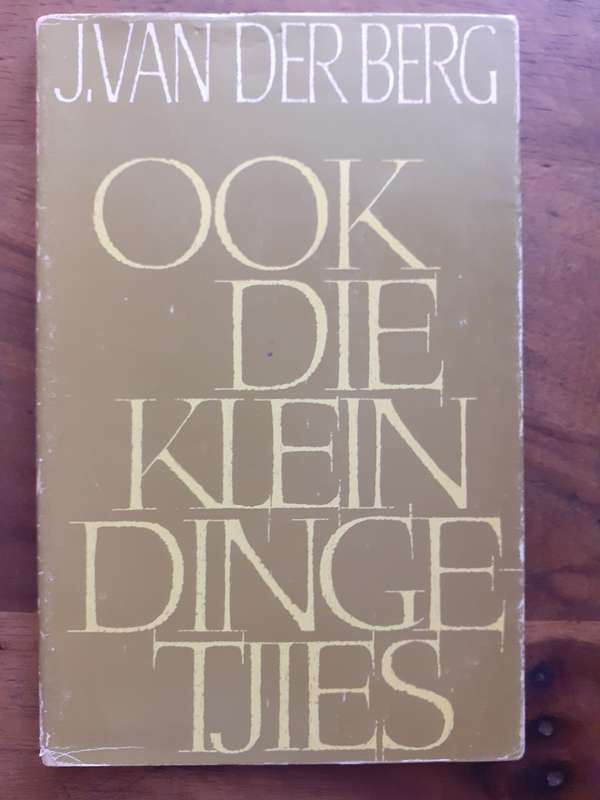 J. VAN DER BERG
OOK
DIE
KLEIN
DINGE-
TJIES